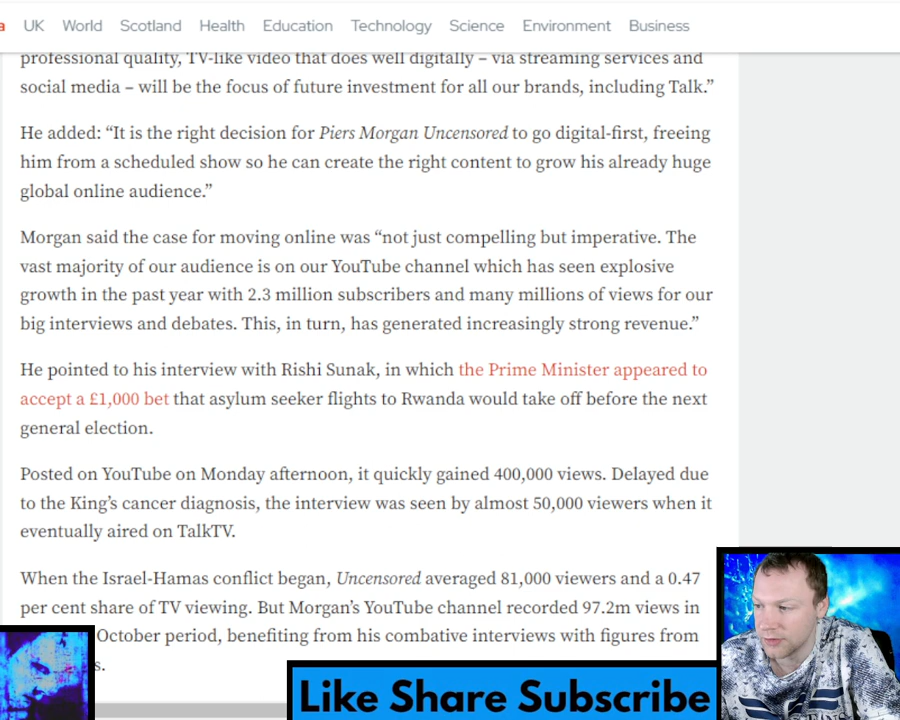 a UK World Scotland Health Education Technology Science Environment Business
professional quality, TV-like video that does well digitally – via streaming services and
social media – will be the focus of future investment for all our brands, including Talk.”
He added: “It is the right decision for Piers Morgan Uncensored to go digital-first, freeing
him from a scheduled show so he can create the right content to grow his already huge
global online audience.”
Morgan said the case for moving online was “not just compelling but imperative. The
vast majority of our audience is on our YouTube channel which has seen explosive
growth in the past year with 2.3 million subscribers and many millions of views for our
big interviews and debates. This, in turn, has generated increasingly strong revenue.”
He pointed to his interview with Rishi Sunak, in which the Prime Minister appeared to
accept a £1,000 bet that asylum seeker flights to Rwanda would take off before the next
general election.
Posted on YouTube on Monday afternoon, it quickly gained 400,000 views. Delayed due
to the King’s cancer diagnosis, the interview was seen by almost 50,000 viewers when it
eventually aired on TalkTV.
When the Israel-Hamas conflict began, Uncensored averaged 81,000 viewers and a 0.47
per cent share of TV viewing. But Morgan’s YouTube channel recorded 97.2m views in
October period, benefiting from his combative interviews with figures from
s.
Like Share Subscribe